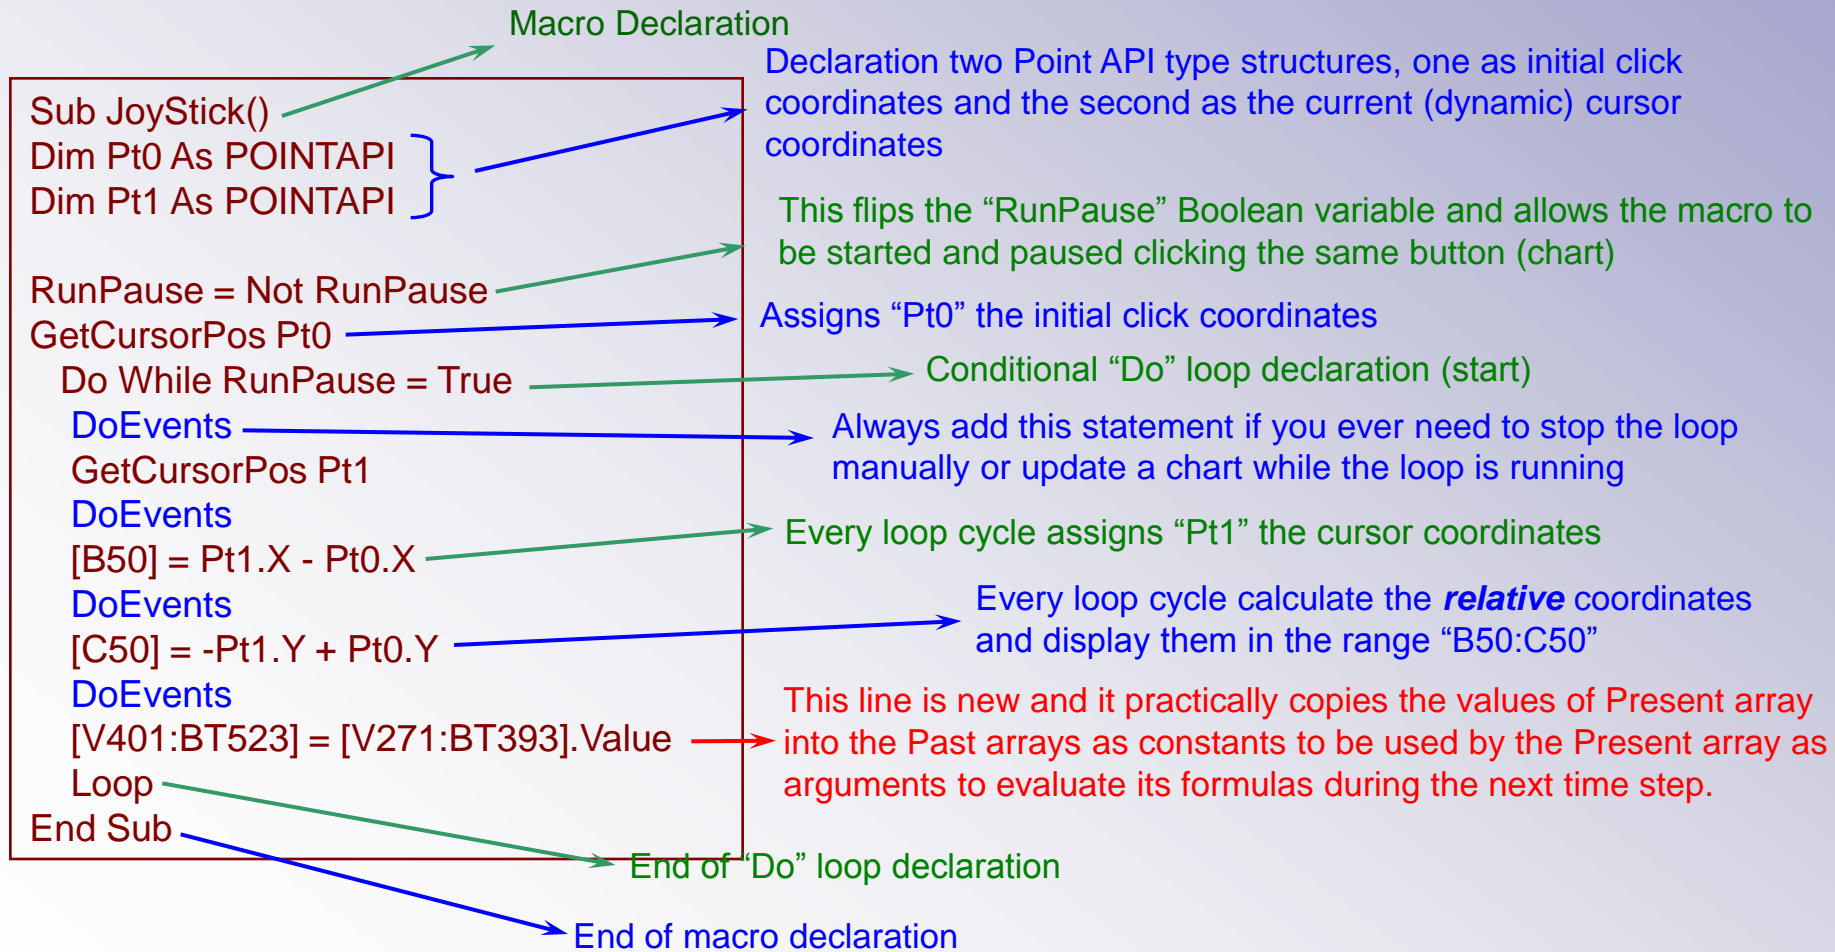 Macro Declaration
Sub JoyStick()
Dim Pt0 As POINTAPI
Dim Pt1 As POINTAPI
RunPause = Not RunPause
GetCursorPos Pt0
Do While RunPause = True
DoEvents
GetCursorPos Pt1
DoEvents
[B50] = Pt1.X - Pt0.X
DoEvents
[C50] = -Pt1.Y + Pt0.Y
DoEvents
[V401:BT523] = [V271:BT393].Value
Loop
End Sub
Declaration two Point API type structures, one as initial click
coordinates and the second as the current (dynamic) cursor
coordinates
This flips the “RunPause” Boolean variable and allows the macro to
be started and paused clicking the same button (chart)
Assigns “Pt0” the initial click coordinates
Conditional “Do” loop declaration (start)
Always add this statement if you ever need to stop the loop
manually or update a chart while the loop is running
Every loop cycle assigns “Pt1” the cursor coordinates
Every loop cycle calculate the relative coordinates
and display them in the range “B50:C50”
This line is new and it practically copies the values of Present array
into the Past arrays as constants to be used by the Present array as
arguments to evaluate its formulas during the next time step.
End of “Do” loop declaration
End of macro declaration